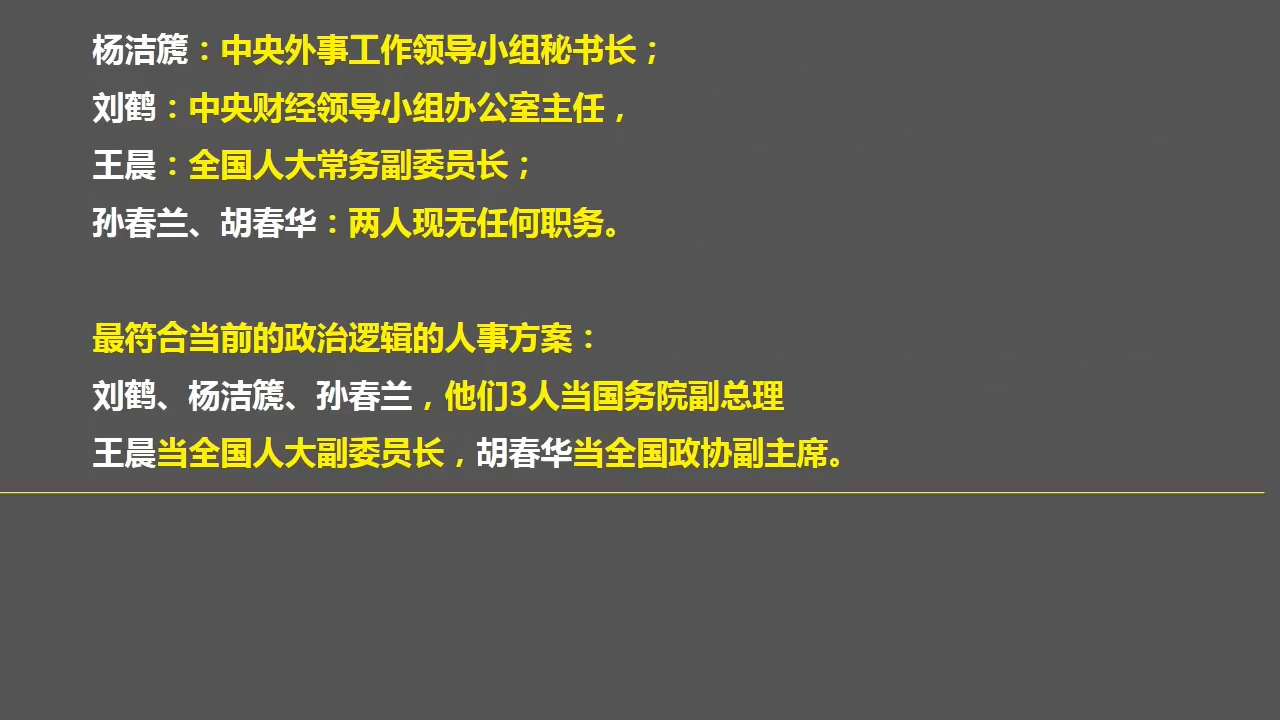 杨洁篪：中央外事工作领导小组秘书长；
刘鹤：中央财经领导小组办公室主任，
王晨：全国人大常务副委员长；
孙春兰、胡春华：两人现无任何职务。
最符合当前的政治逻辑的人事方案：
刘鹤、杨洁篪、孙春兰，他们3人当国务院副总理
王晨当全国人大副委员长，胡春华当全国政协副主席。